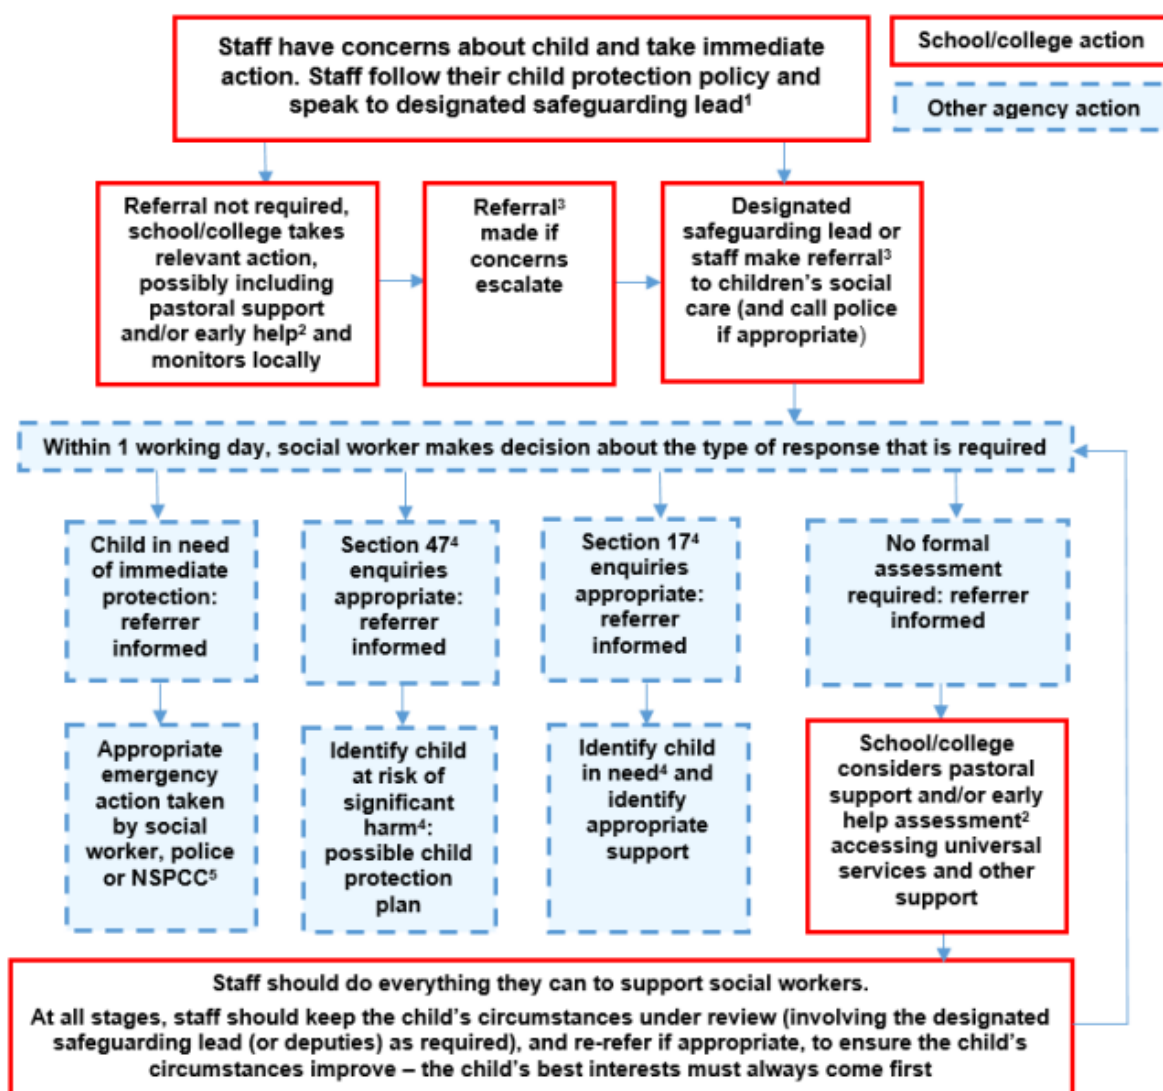 Staff have concerns about child and take immediate
action. Staff follow their child protection policy and
speak to designated safeguarding lead¹
School/college action
Other agency action
Referral not required,
school/college takes
relevant action,
possibly including
pastoral support
and/or early help² and
monitors locally
Referral³
made if
concerns
escalate
Designated
safeguarding lead or
staff make referral³
to children’s social
care (and call police
if appropriate)
Within 1 working day, social worker makes decision about the type of response that is required
Child in need
of immediate
protection:
referrer
informed
Section 47⁴
enquiries
appropriate:
referrer
informed
Section 17⁴
enquiries
appropriate:
referrer
informed
No formal
assessment
required: referrer
informed
Appropriate
emergency
action taken
by social
worker, police
or NSPCC⁵
Identify child
at risk of
significant
harm⁴:
possible child
protection
plan
Identify child
in need⁴ and
identify
appropriate
support
School/college
considers pastoral
support and/or early
help assessment²
accessing universal
services and other
support
Staff should do everything they can to support social workers.
At all stages, staff should keep the child’s circumstances under review (involving the designated
safeguarding lead (or deputies) as required), and re-refer if appropriate, to ensure the child’s
circumstances improve – the child’s best interests must always come first